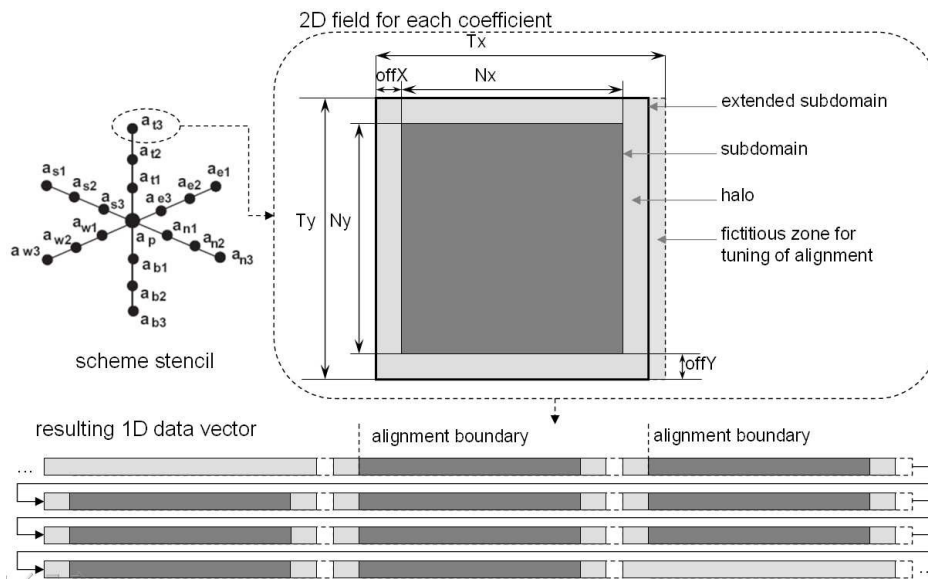 2D field for each coefficient
Tx
offX
Nx
extended subdomain
subdomain
halo
fictitious zone for
tuning of alignment
Ty
Ny
offY
a t3
a t2
a t1
a s1
a s2
a s3
a e1
a e2
a e3
a w1
a w2
a w3
a p
a n1
a n2
a n3
a b1
a b2
a b3
scheme stencil
resulting 1D data vector
alignment boundary
alignment boundary
...
...